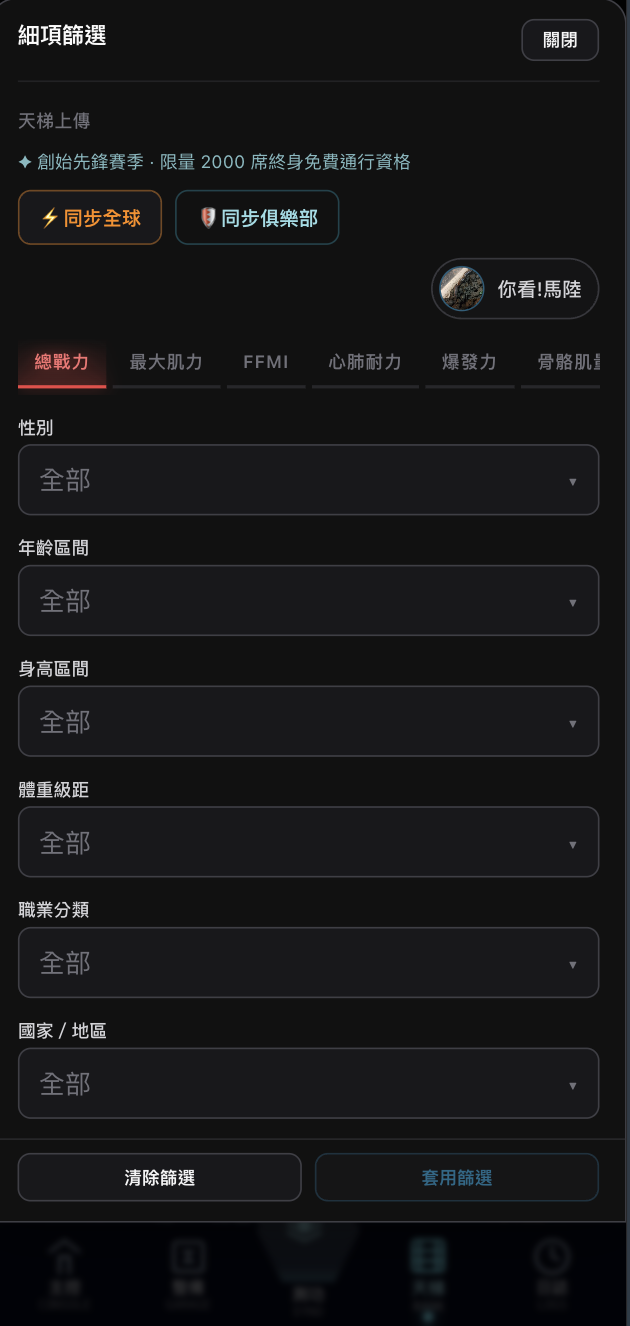 細項篩選
關閉
天梯上傳
✦ 創始先鋒賽季 · 限量 2000 席終身免費通行資格
⚡同步全球
同步俱樂部
你看!馬陸
總戰力 最大肌力 FFMI 心肺耐力 爆發力 骨骼肌量
性別
全部
年齡區間
全部
身高區間
全部
體重級距
全部
職業分類
全部
國家 / 地區
全部
清除篩選
套用篩選